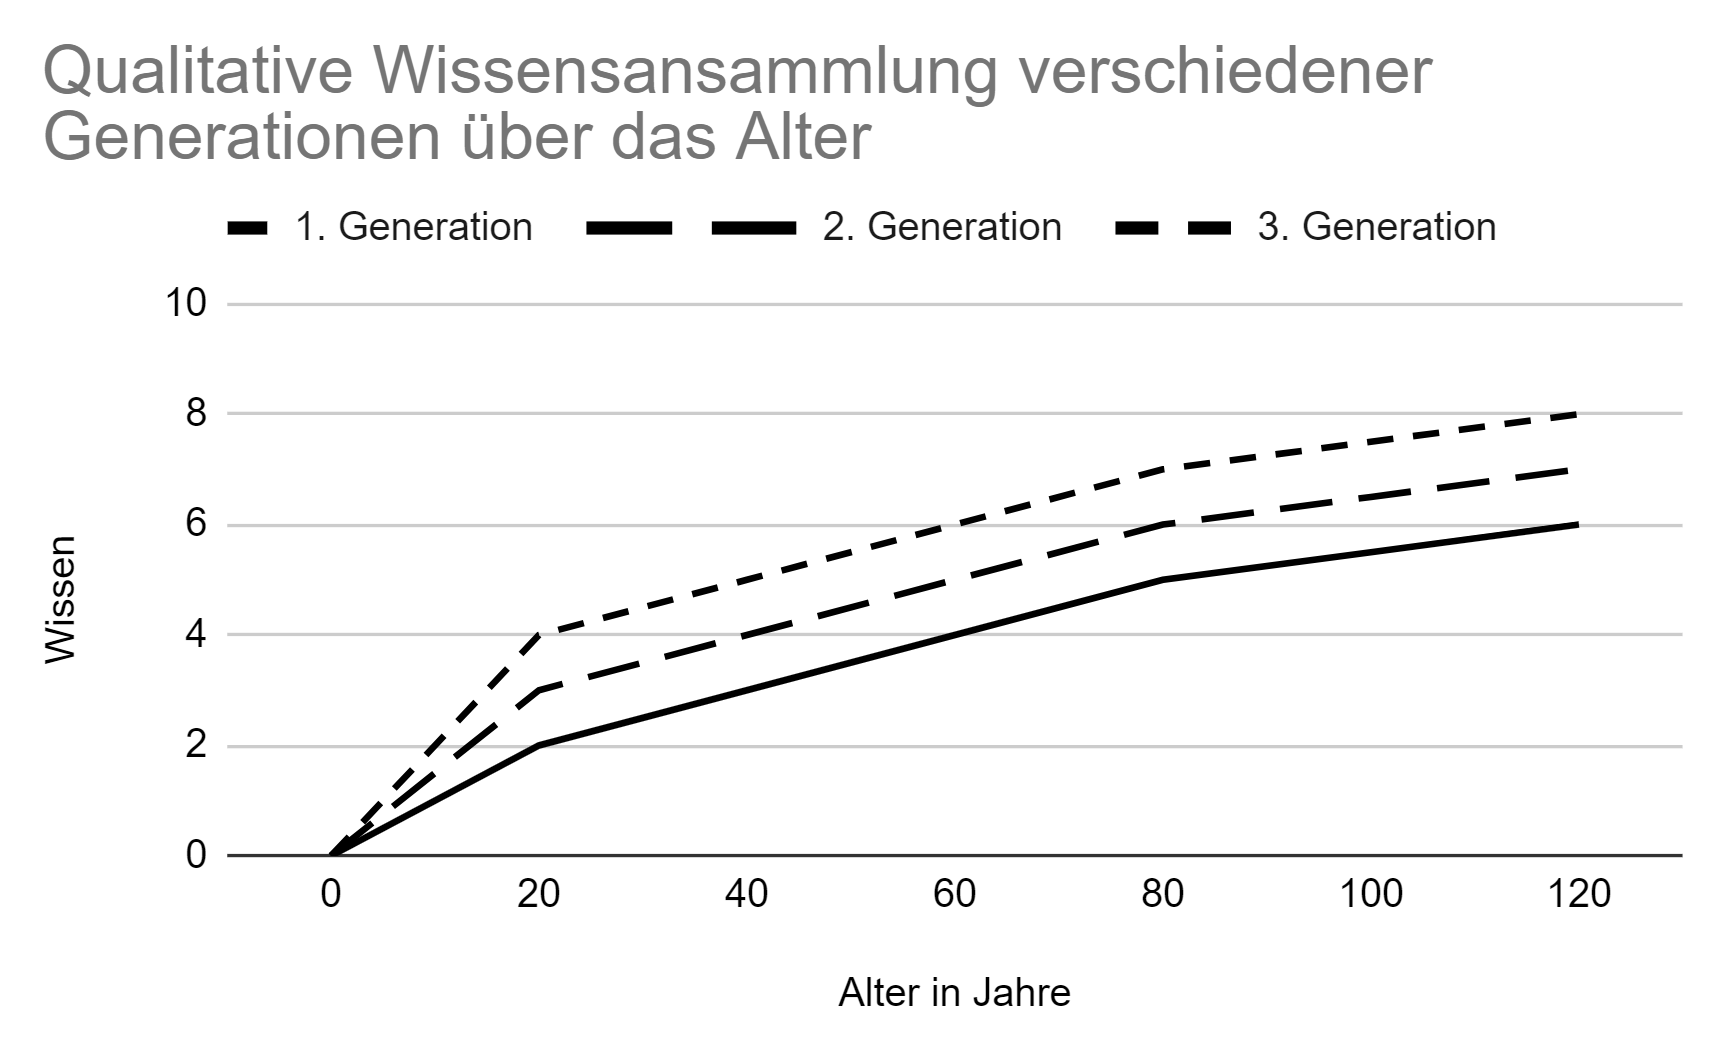 Qualitative Wissensansammlung verschiedener
Generationen über das Alter
1. Generation 2. Generation 3. Generation
10
8
6
4
2
0
Wissen
0 20 40 60 80 100 120
Alter in Jahre